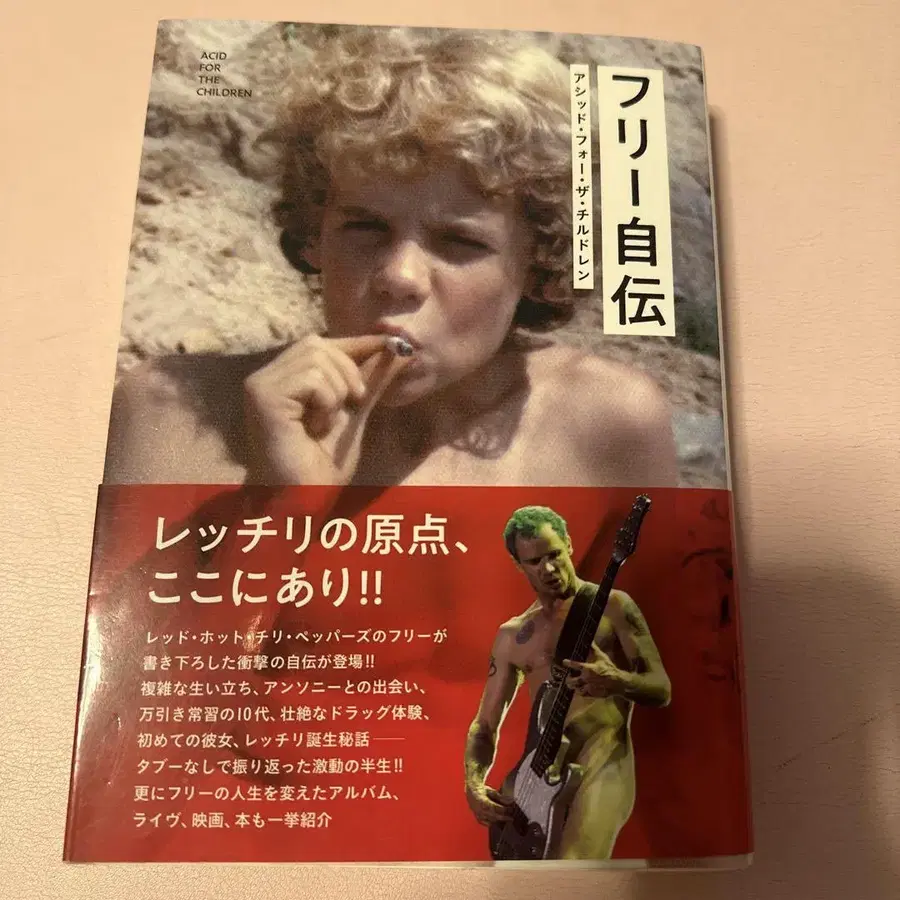 ACID
FOR
THE
CHILDREN
フリー自伝
アシッド・フォー・ザ・チルドレン
レッチリの原点、
ここにあり!!
レッド・ホット・チリ・ペッパーズのフリーが
書き下ろした衝撃の自伝が登場!!
複雑な生い立ち、アンソニーとの出会い、
万引き常習の10代、壮絶なドラッグ体験、
初めての彼女、レッチリ誕生秘話――
タブーなしで振り返った激動の半生!!
更にフリーの人生を変えたアルバム、
ライヴ、映画、本も一挙紹介